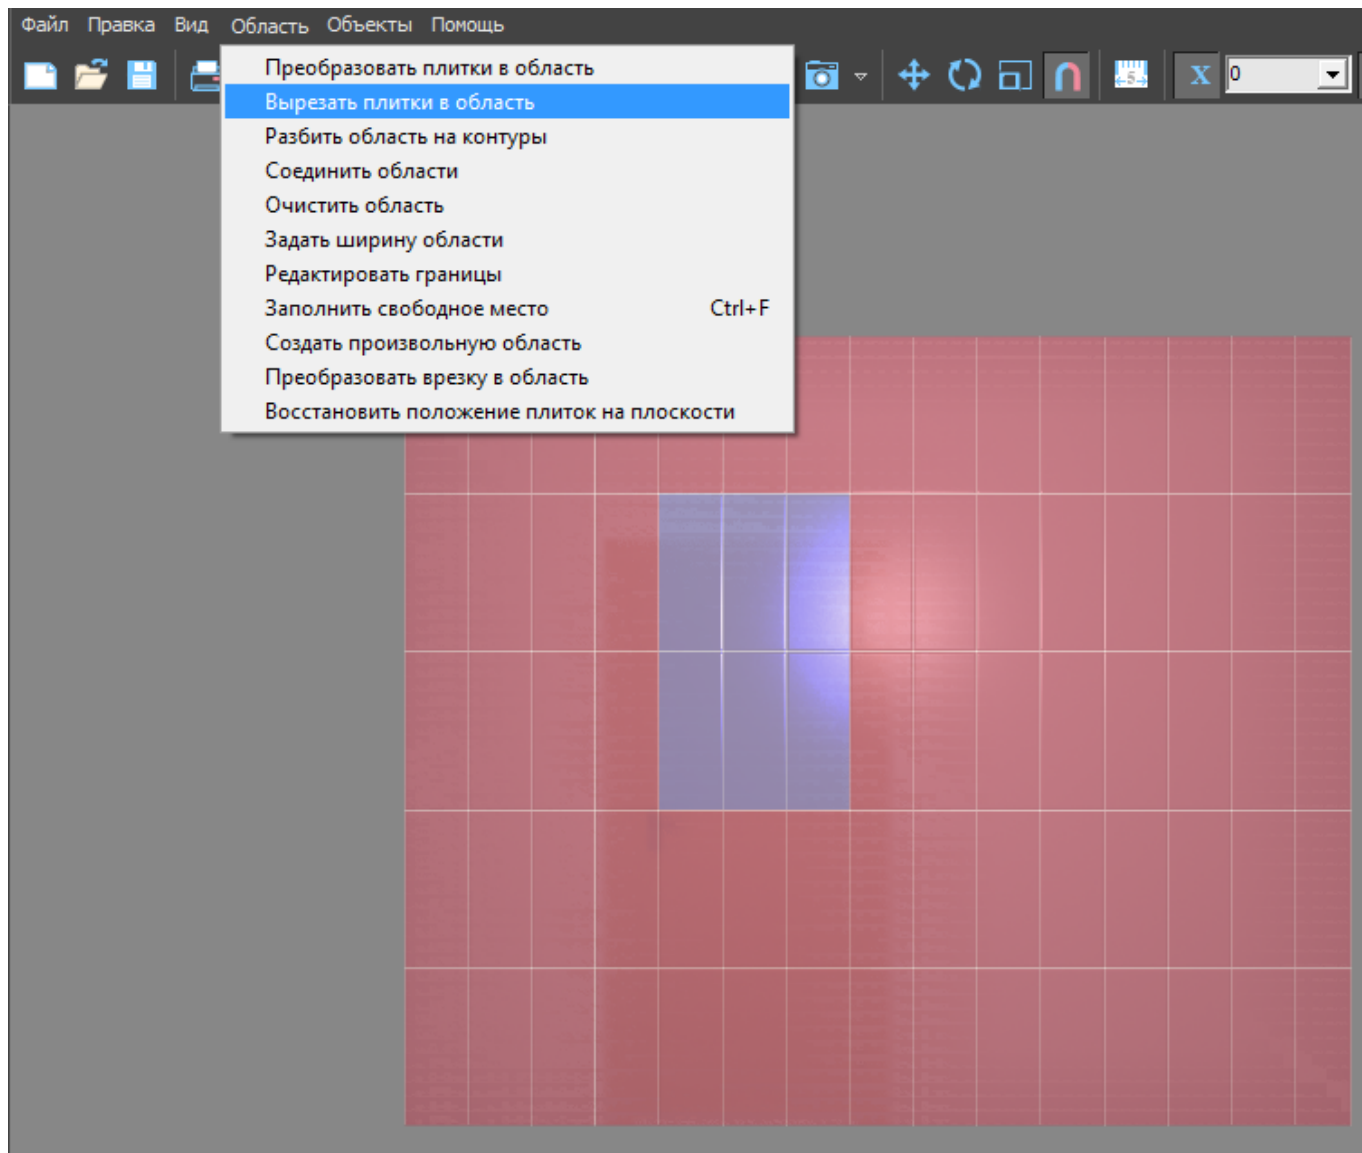 Файл Правка Вид Область Объекты Помощь
5
X 0
Преобразовать плитки в область
Вырезать плитки в область
Разбить область на контуры
Соединить области
Очистить область
Задать ширину области
Редактировать границы
Заполнить свободное место Ctrl+F
Создать произвольную область
Преобразовать врезку в область
Восстановить положение плиток на плоскости